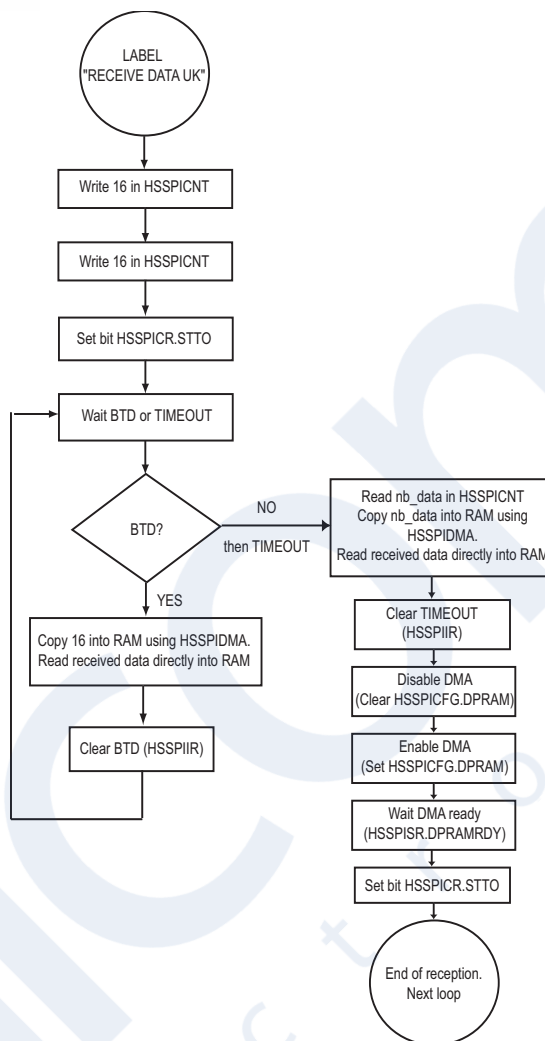 LABEL
"RECEIVE DATA UK"
Write 16 in HSSPICNT
Write 16 in HSSPICNT
Set bit HSSPICR.STTO
Wait BTD or TIMEOUT
BTD?
NO
then TIMEOUT
YES
Copy 16 into RAM using HSSPIDMA.
Read received data directly into RAM
Clear BTD (HSSPIIR)
Read nb_data in HSSPICNT
Copy nb_data into RAM using
HSSPIDMA.
Read received data directly into RAM
Clear TIMEOUT
(HSSPIIR)
Disable DMA
(Clear HSSPICFG.DPRAM)
Enable DMA
(Set HSSPICFG.DPRAM)
Wait DMA ready
(HSSPISR.DPRAMRDY)
Set bit HSSPICR.STTO
End of reception.
Next loop